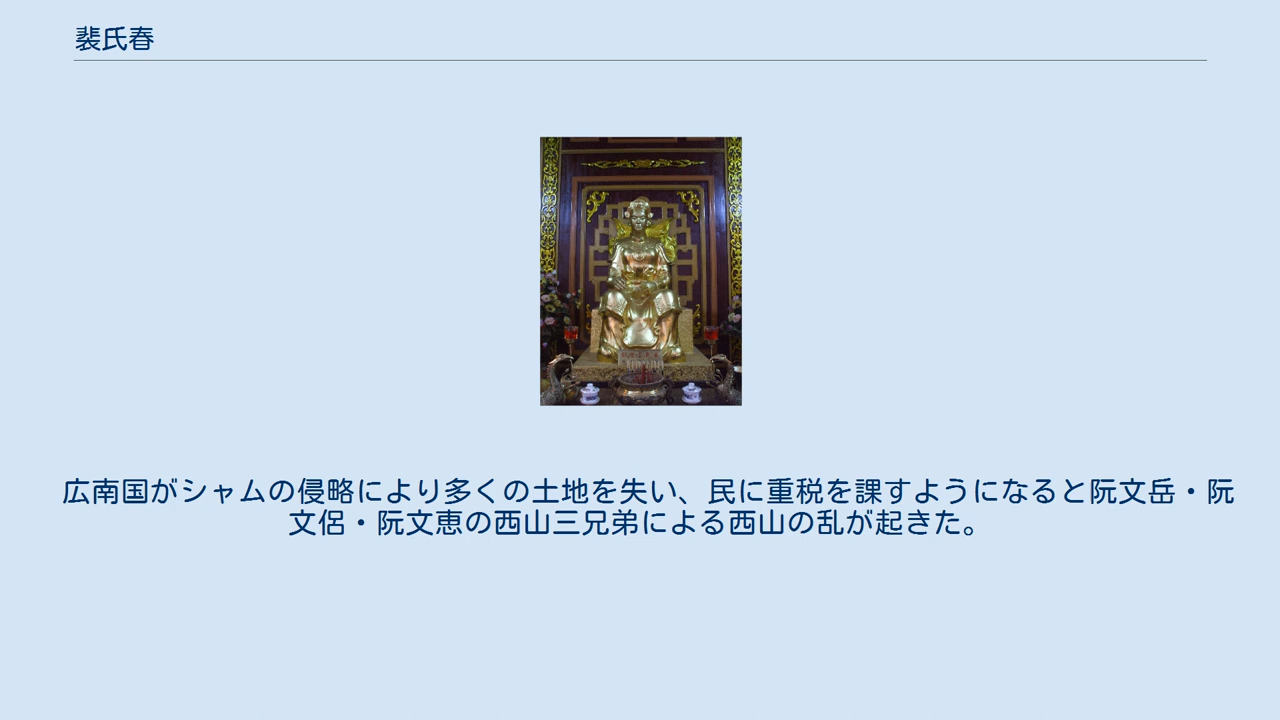 裴氏春
広南国がシャムの侵略により多くの土地を失い、民に重税を課すようになると阮文岳・阮
文侶・阮文恵の西山三兄弟による西山の乱が起きた。